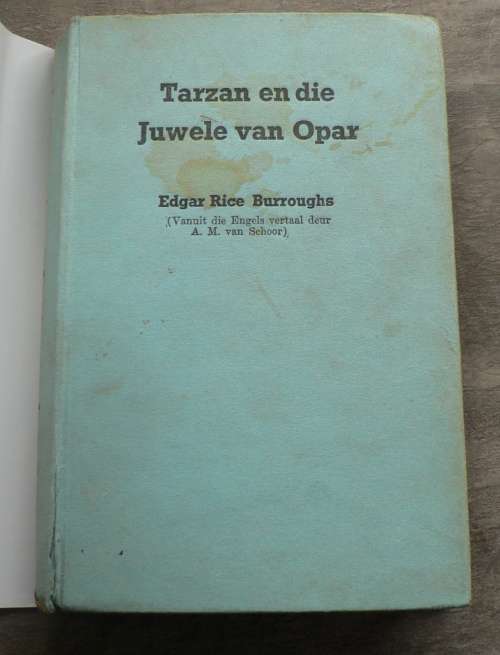 Tarzan en die
Juwele van Opar
Edgar Rice Burroughs
(Vanuit die Engels vertaal deur
A. M. van Schoor)